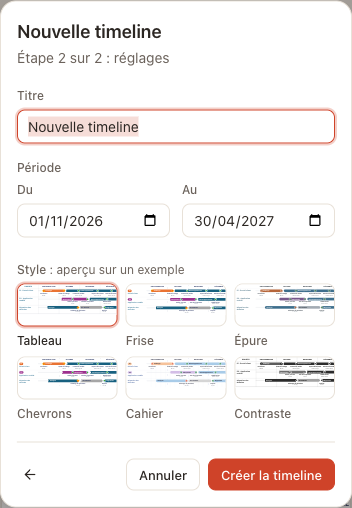 Nouvelle timeline
Étape 2 sur 2 : réglages
Titre
Nouvelle timeline
Période
Du
Au
01/11/2026
30/04/2027
Style : aperçu sur un exemple
Tableau
Frise
Épure
Chevrons
Cahier
Contraste
Annuler
Créer la timeline